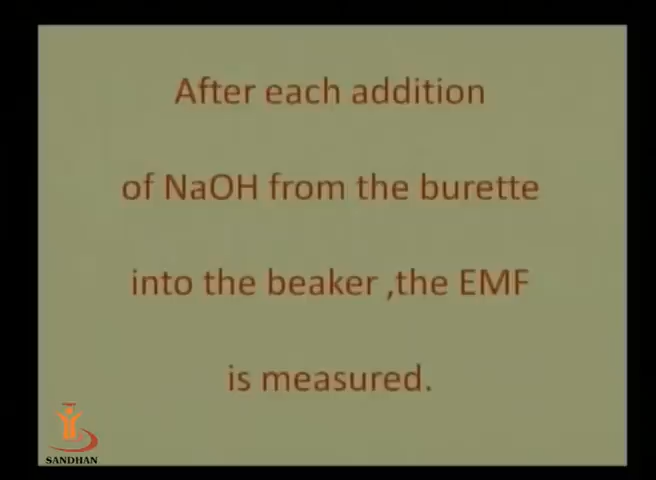 After each addition
of NaOH from the burette
into the beaker ,the EMF
is measured.
SANDHAN